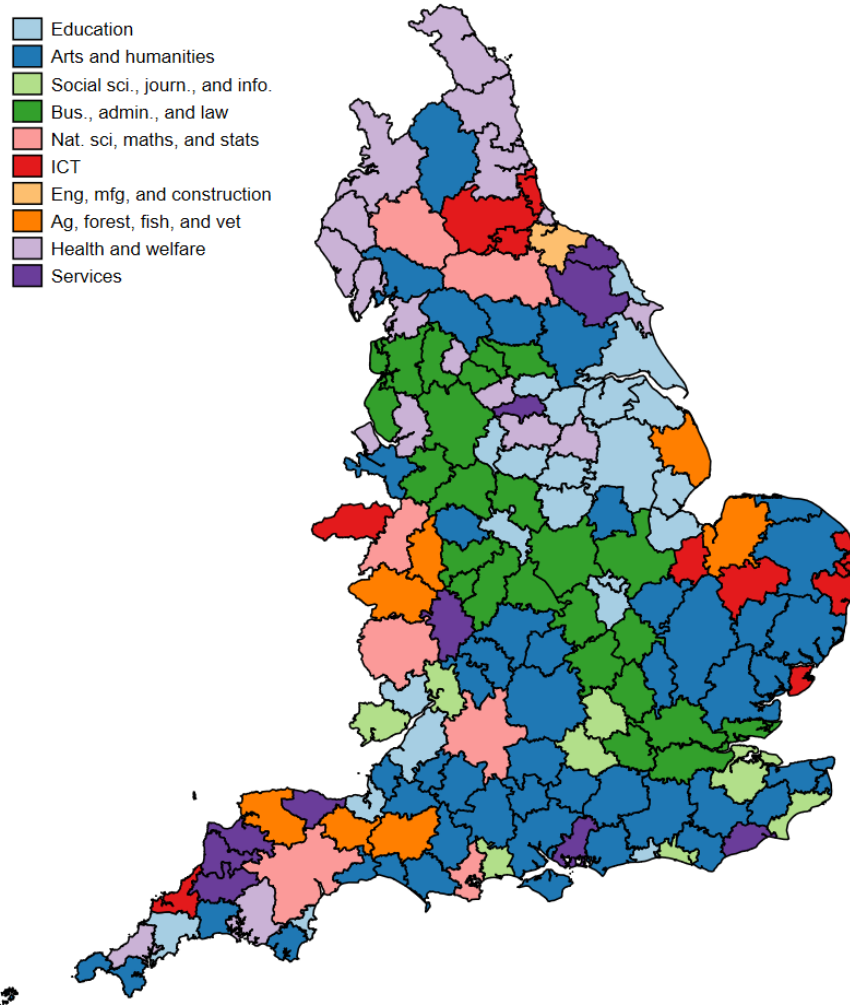 Education
Arts and humanities
Social sci., journ., and info.
Bus., admin., and law
Nat. sci, maths, and stats
ICT
Eng, mfg, and construction
Ag, forest, fish, and vet
Health and welfare
Services